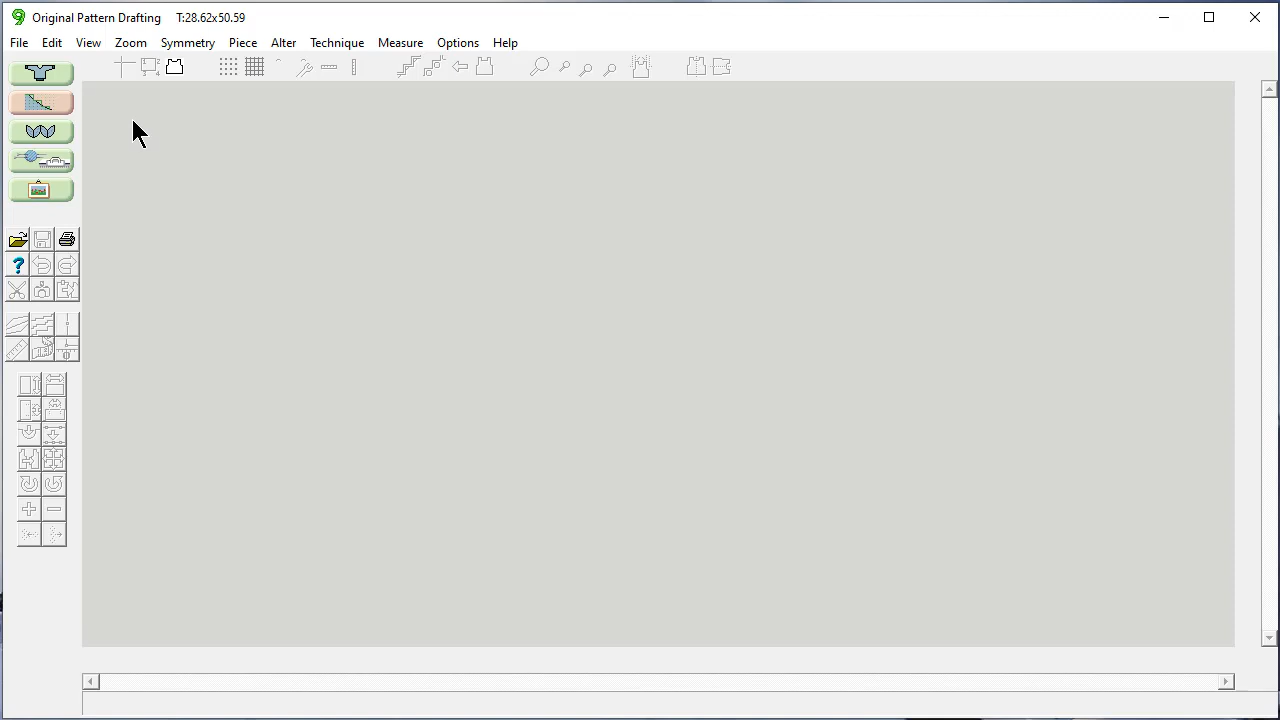 Original Pattern Drafting T:28.62x50.59
File Edit View Zoom Symmetry Piece Alter Technique Measure Options Help